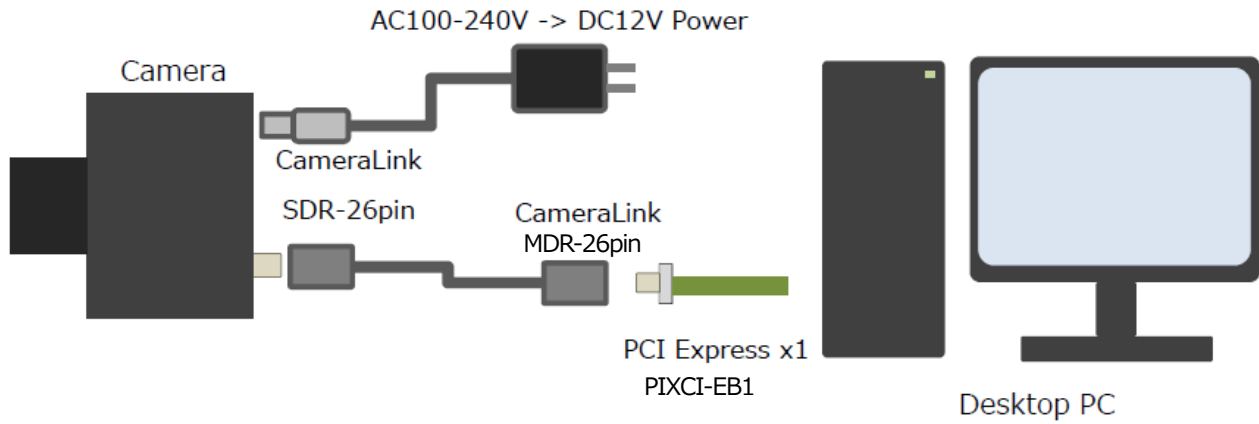 AC100-240V -> DC12V Power
Camera
CameraLink
SDR-26pin
CameraLink
MDR-26pin
PCI Express x1
PIXCI-EB1
Desktop PC